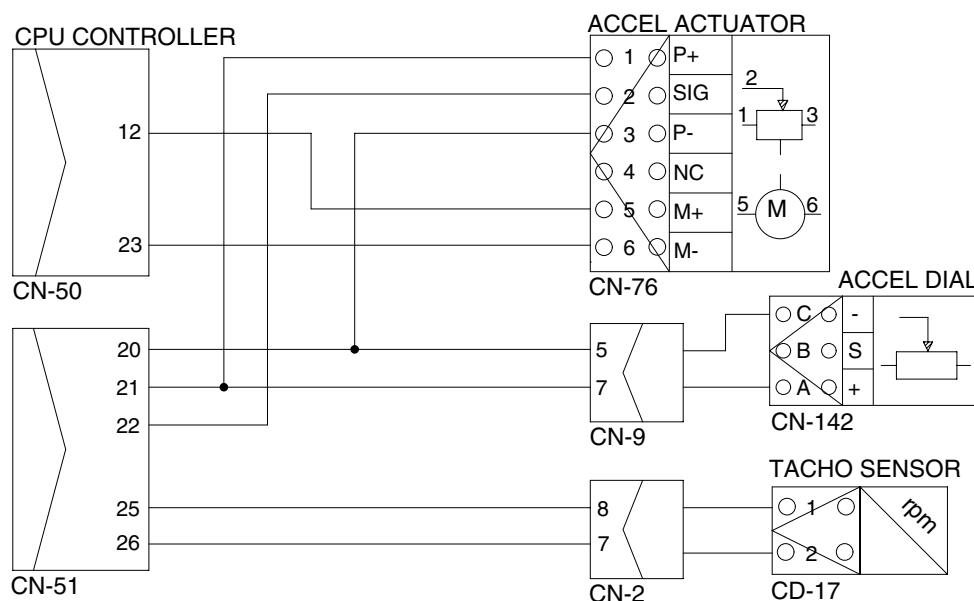 CPU CONTROLLER
12
23
CN-50
ACCEL ACTUATOR
1 P+
2 SIG
3 P-
4 NC
5 M+
6 M-
2
1 3
5 M 6
CN-76
20
21
22
25
26
CN-51
5
7
CN-9
ACCEL DIAL
C -
B S
A +
CN-142
8
7
CN-2
TACHO SENSOR
1
2
rpm
CD-17